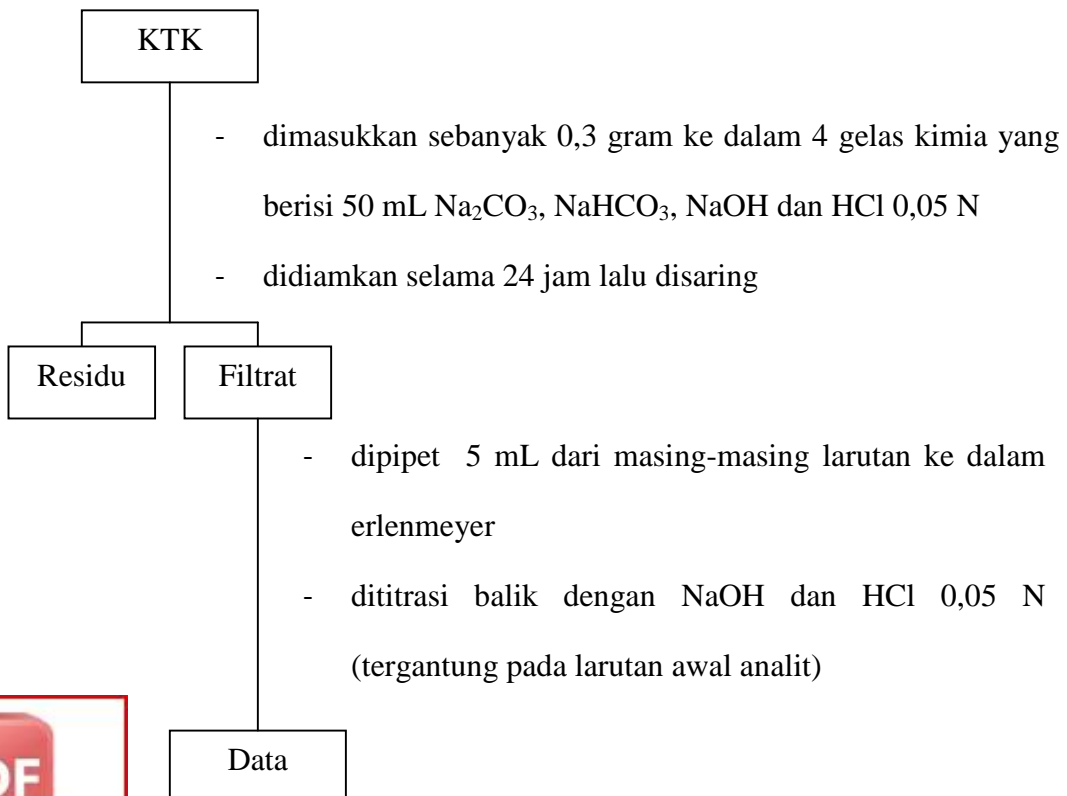 KTK
- dimasukkan sebanyak 0,3 gram ke dalam 4 gelas kimia yang
berisi 50 mL Na₂CO₃, NaHCO₃, NaOH dan HCl 0,05 N
- didiamkan selama 24 jam lalu disaring
Residu
Filtrat
- dipipet 5 mL dari masing-masing larutan ke dalam
erlenmeyer
- dititrasi balik dengan NaOH dan HCl 0,05 N
(tergantung pada larutan awal analit)
Data